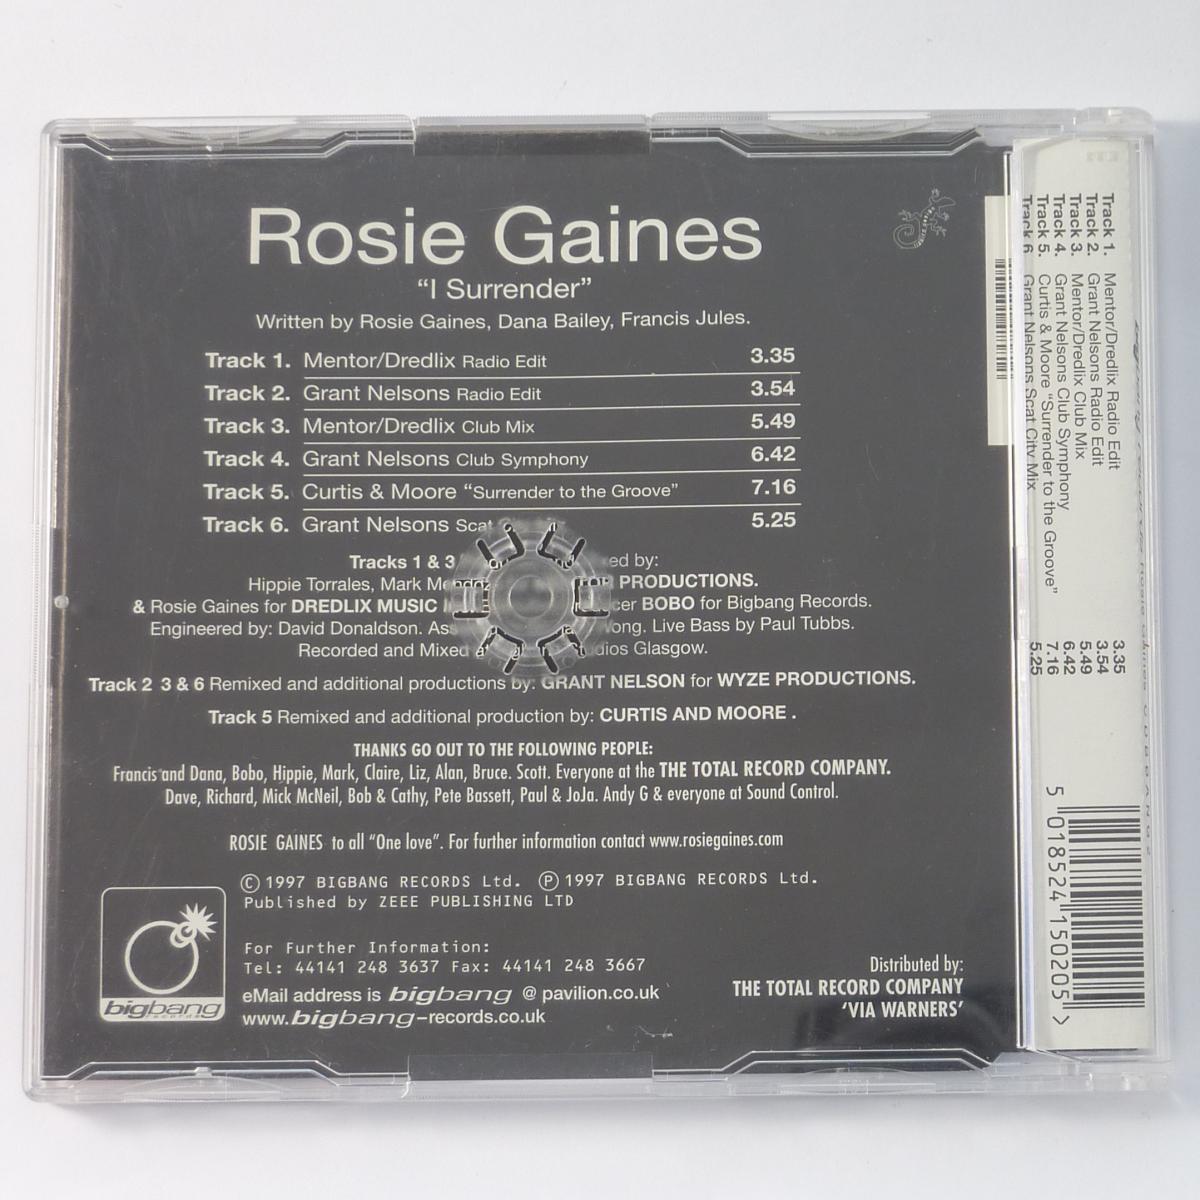 Rosie Gaines
“I Surrender”
Written by Rosie Gaines, Dana Bailey, Francis Jules.
Track 1. Mentor/Dredlix Radio Edit 3.35
Track 2. Grant Nelsons Radio Edit 3.54
Track 3. Mentor/Dredlix Club Mix 5.49
Track 4. Grant Nelsons Club Symphony 6.42
Track 5. Curtis & Moore “Surrender to the Groove” 7.16
Track 6. Grant Nelsons Scat 5.25
Tracks 1 & 3 by:
Hippie Torrales, Mark PRODUCTIONS.
& Rosie Gaines for DREDLIX MUSIC BOBO for Bigbang Records.
Engineered by: David Donaldson. Live Bass by Paul Tubbs.
Recorded and Mixed Glasgow.
Track 2 3 & 6 Remixed and additional productions by: GRANT NELSON for WYZE PRODUCTIONS.
Track 5 Remixed and additional production by: CURTIS AND MOORE .
THANKS GO OUT TO THE FOLLOWING PEOPLE:
Francis and Dana, Bobo, Hippie, Mark, Claire, Liz, Alan, Bruce. Scott. Everyone at the THE TOTAL RECORD COMPANY.
Dave, Richard, Mick McNeil, Bob & Cathy, Pete Bassett, Paul & JoJa. Andy G & everyone at Sound Control.
ROSIE GAINES to all “One love”. For further information contact www.rosiegaines.com
Ⓒ 1997 BIGBANG RECORDS Ltd. Ⓟ 1997 BIGBANG RECORDS Ltd.
Published by ZEEE PUBLISHING LTD
For Further Information:
Tel: 44141 248 3637 Fax: 44141 248 3667
eMail address is bigbang @ pavilion.co.uk
www.bigbang-records.co.uk
bigbang
records
Distributed by:
THE TOTAL RECORD COMPANY
‘VIA WARNERS’
Track 1. Mentor/Dredlix Radio Edit 3.35
Track 2. Grant Nelsons Radio Edit 3.54
Track 3. Mentor/Dredlix Club Mix 5.49
Track 4. Grant Nelsons Club Symphony 6.42
Track 5. Curtis & Moore “Surrender to the Groove” 7.16
Track 6 Grant Nelsons Scat City Mix 5.25
5 018524 150205 >